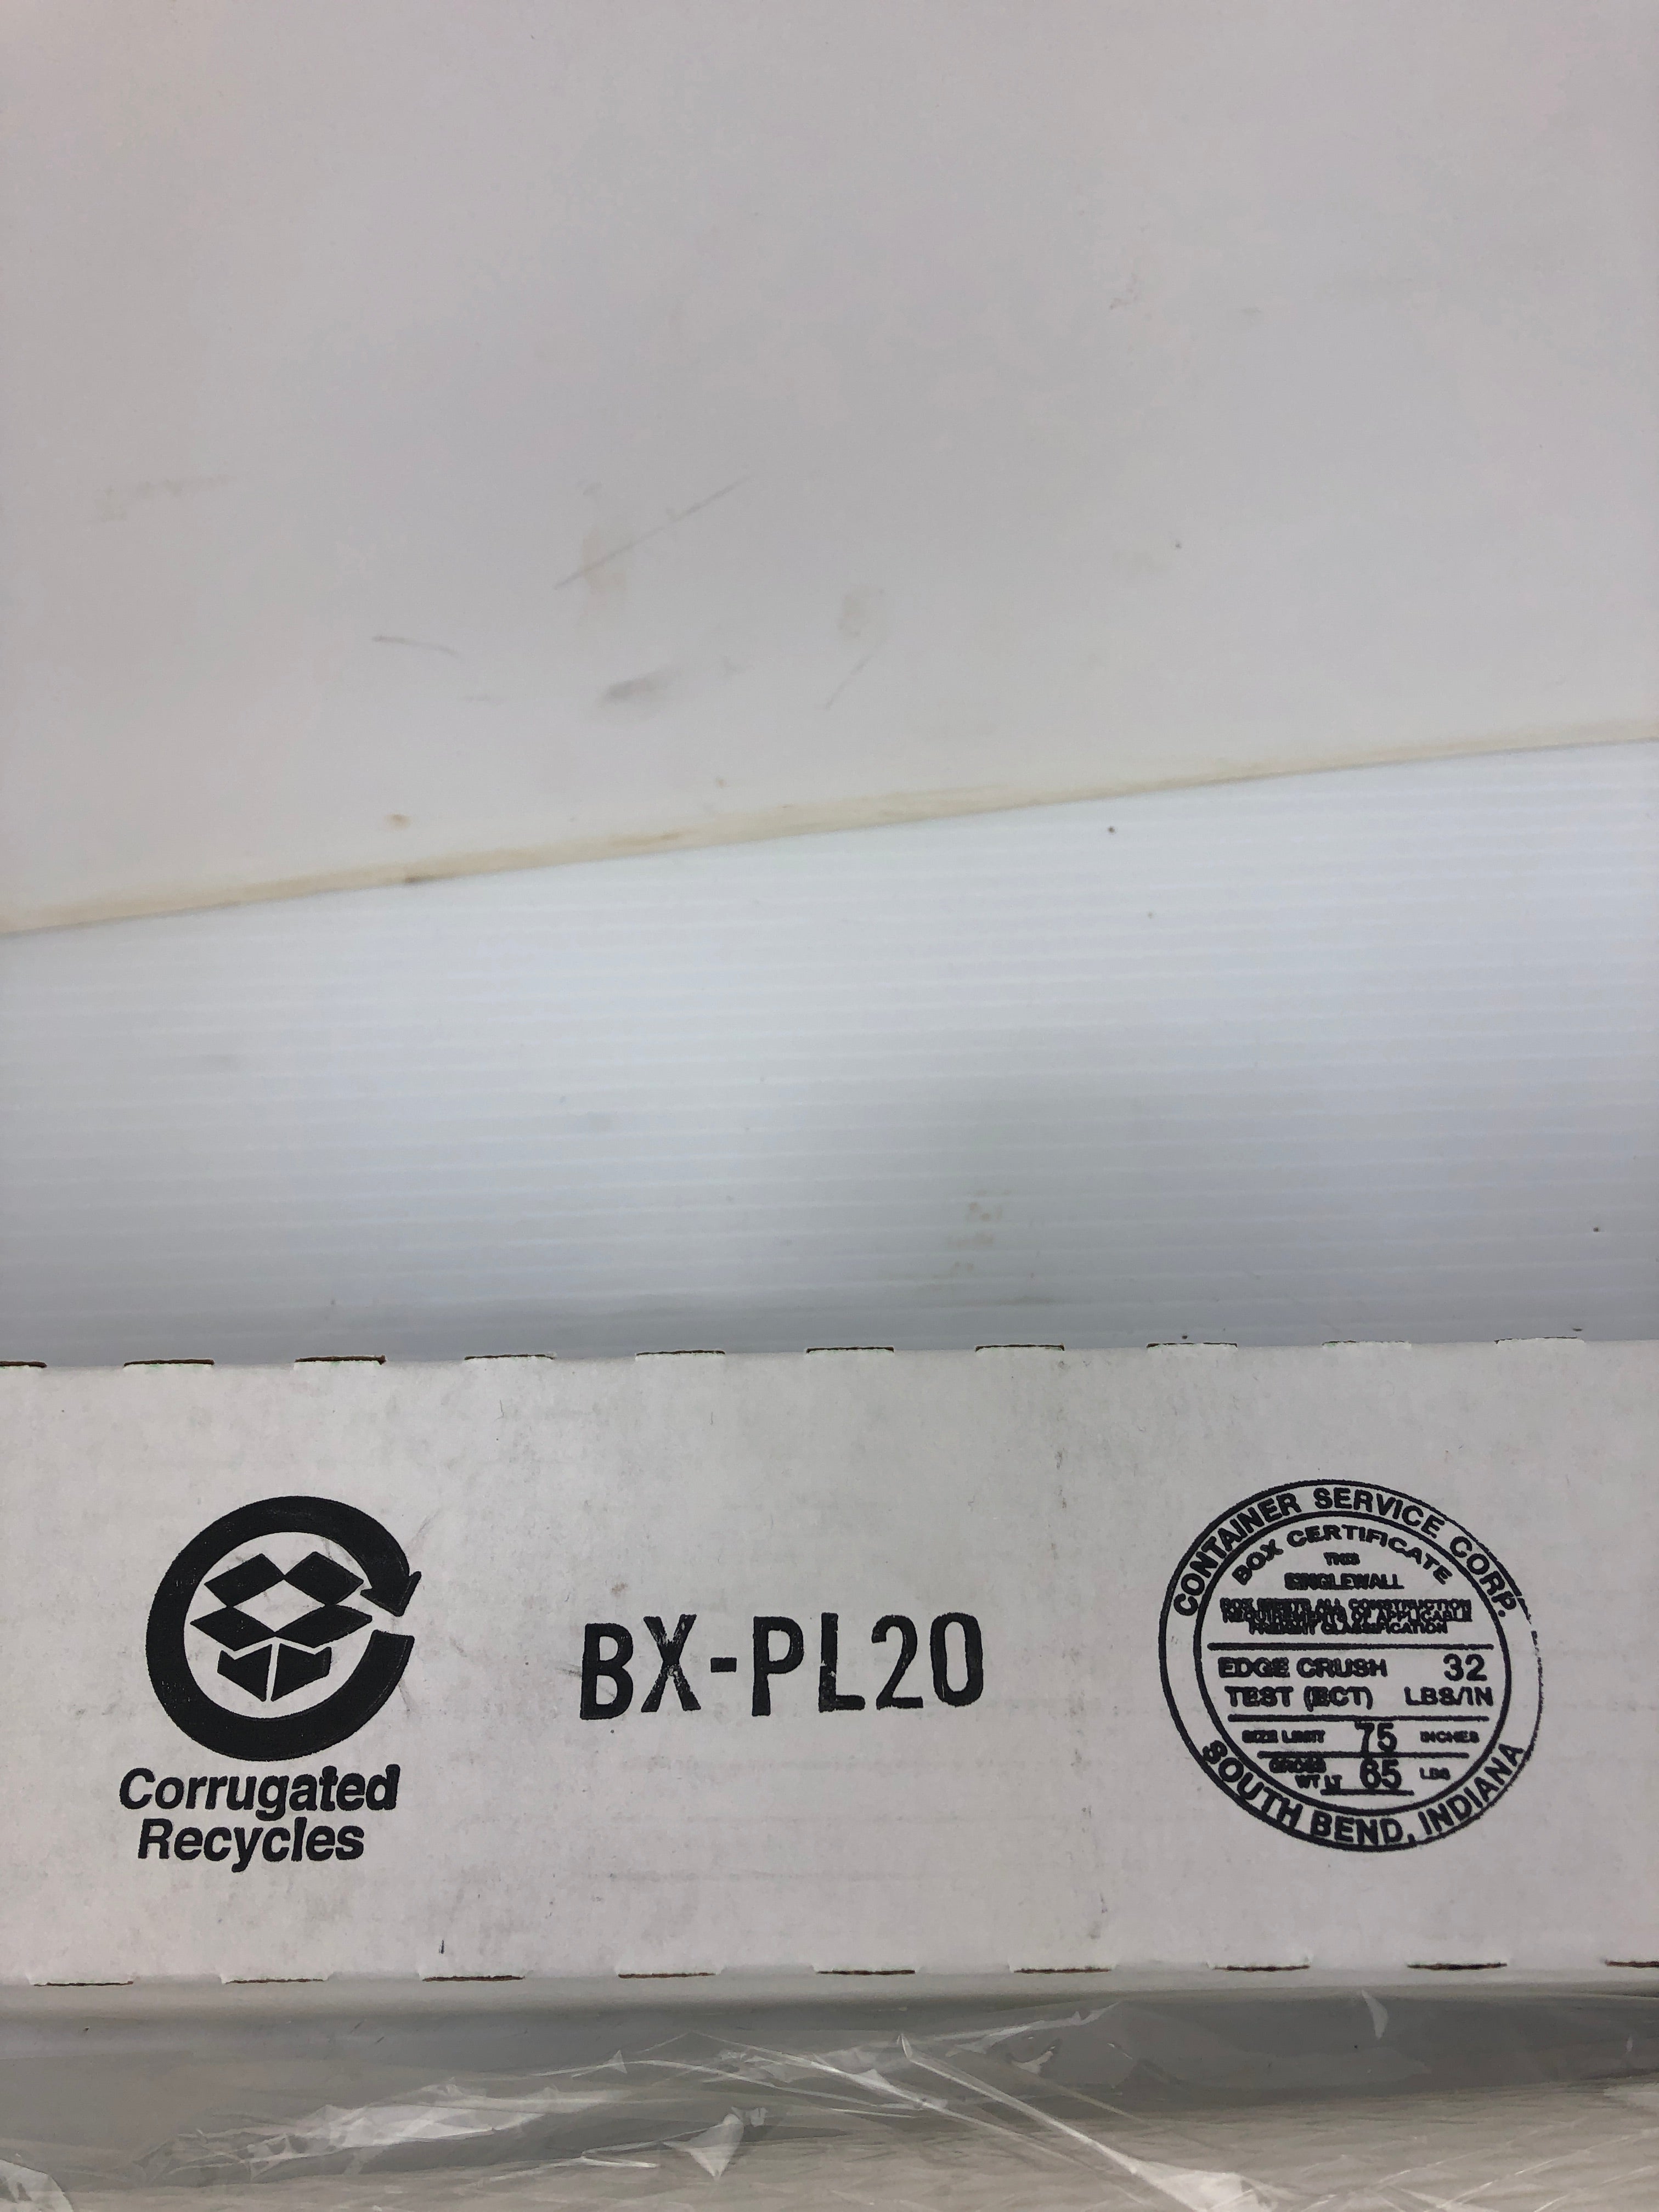 Corrugated
Recycles
BX-PL20
CONTAINER SERVICE CORP.
BOX CERTIFICATE
THIS
SINGLEWALL
BOX MEETS ALL CONSTRUCTION
REQUIREMENTS OF APPLICABLE
FREIGHT CLASSIFICATION
EDGE CRUSH 32
TEST (ECT) LBS/IN
SIZE LIMIT 75 INCHES
GROSS
WT LT 65 LBS
SOUTH BEND, INDIANA